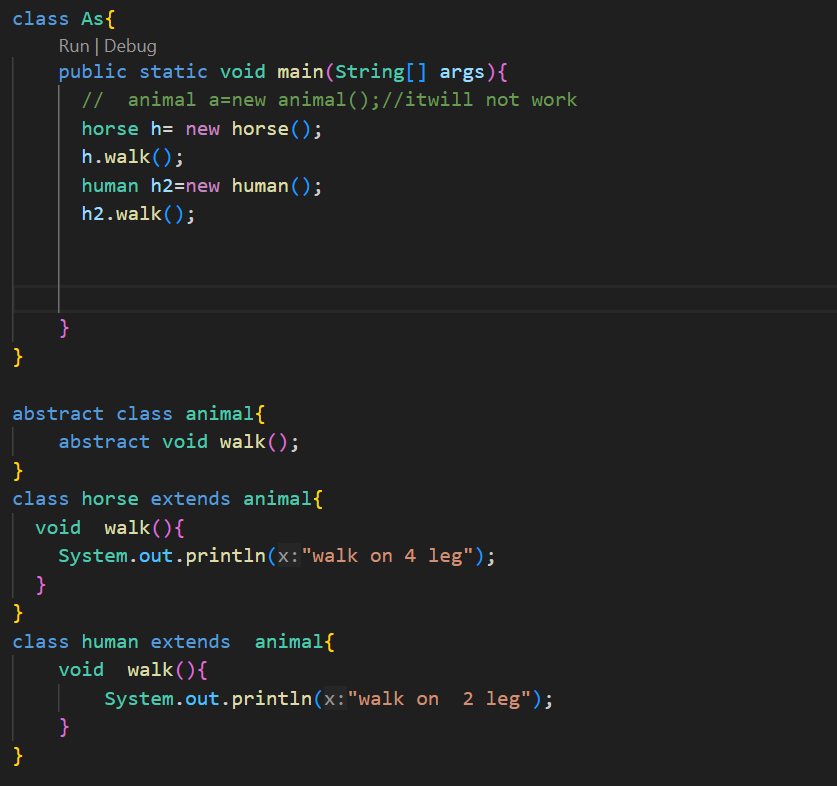 class As{
Run | Debug
public static void main(String[] args){
//  animal a=new animal();//itwill not work
horse h= new horse();
h.walk();
human h2=new human();
h2.walk();
}
}
abstract class animal{
abstract void walk();
}
class horse extends animal{
void  walk(){
System.out.println(x:"walk on 4 leg");
}
}
class human extends  animal{
void  walk(){
System.out.println(x:"walk on  2 leg");
}
}